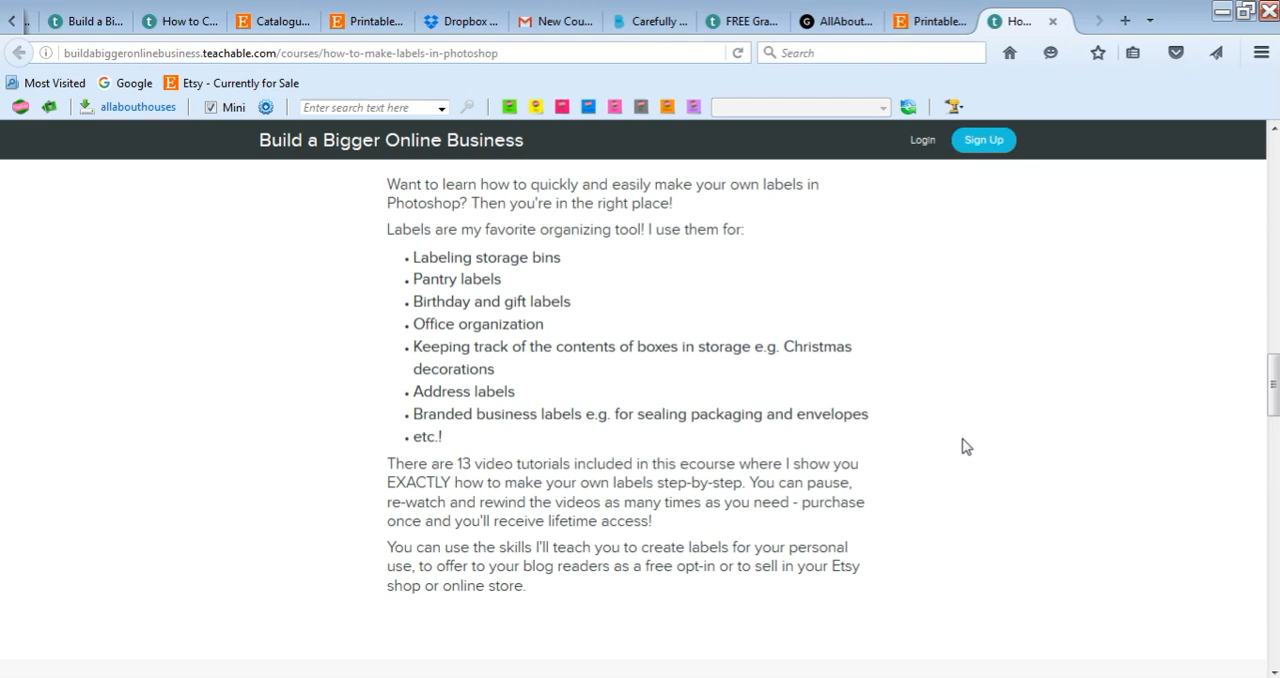 Build a Bi... How to C... Catalogu... Printable... Dropbox ... New Cou... Carefully ... FREE Gra... AllAbout... Printable... Ho...
buildabiggeronlinebusiness.teachable.com/courses/how-to-make-labels-in-photoshop Search
Most Visited Google Etsy - Currently for Sale
allabouthouses Mini Enter search text here
Build a Bigger Online Business Login Sign Up
Want to learn how to quickly and easily make your own labels in
Photoshop? Then you're in the right place!
Labels are my favorite organizing tool! I use them for:
• Labeling storage bins
• Pantry labels
• Birthday and gift labels
• Office organization
• Keeping track of the contents of boxes in storage e.g. Christmas
decorations
• Address labels
• Branded business labels e.g. for sealing packaging and envelopes
• etc.!
There are 13 video tutorials included in this ecourse where I show you
EXACTLY how to make your own labels step-by-step. You can pause,
re-watch and rewind the videos as many times as you need - purchase
once and you'll receive lifetime access!
You can use the skills I'll teach you to create labels for your personal
use, to offer to your blog readers as a free opt-in or to sell in your Etsy
shop or online store.